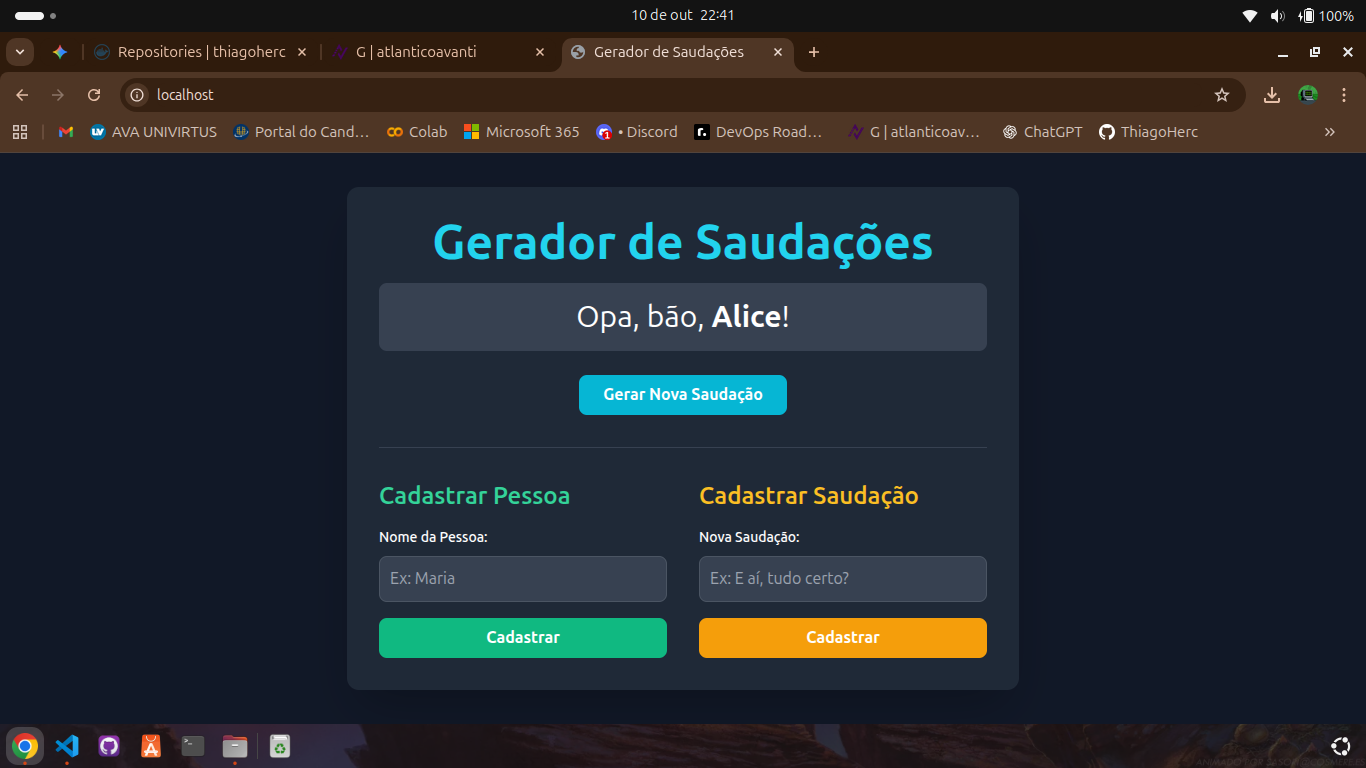 10 de out 22:41
100%
Repositories | thiagoherc
G | atlanticoavanti
Gerador de Saudações
localhost
AVA UNIVIRTUS
Portal do Cand...
Colab
Microsoft 365
• Discord
DevOps Road...
G | atlanticoav...
ChatGPT
ThiagoHerc
Gerador de Saudações
Opa, bão, Alice!
Gerar Nova Saudação
Cadastrar Pessoa
Nome da Pessoa:
Ex: Maria
Cadastrar
Cadastrar Saudação
Nova Saudação:
Ex: E aí, tudo certo?
Cadastrar